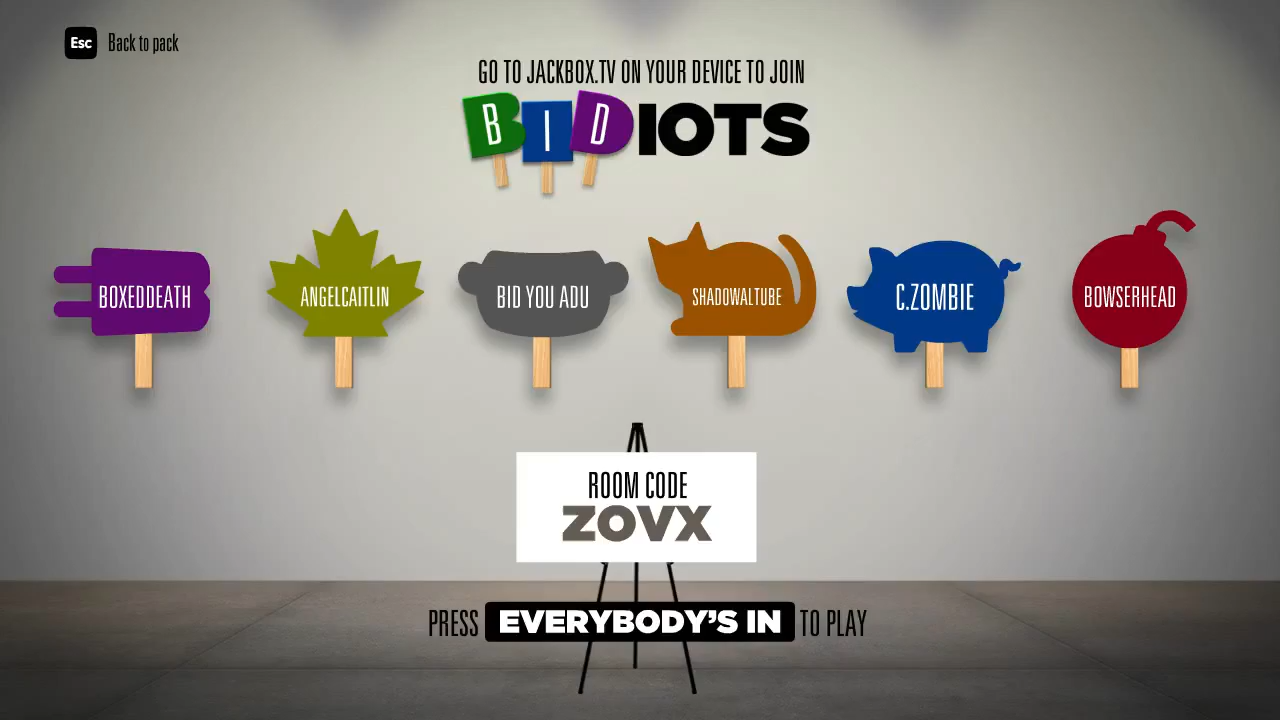 Esc Back to pack
GO TO JACKBOX.TV ON YOUR DEVICE TO JOIN
BIDIOTS
BOXEDDEATH
ANGELCAITLIN
BID YOU ADU
SHADOWALTUBE
C.ZOMBIE
BOWSERHEAD
ROOM CODE
ZOVX
PRESS EVERYBODY'S IN TO PLAY